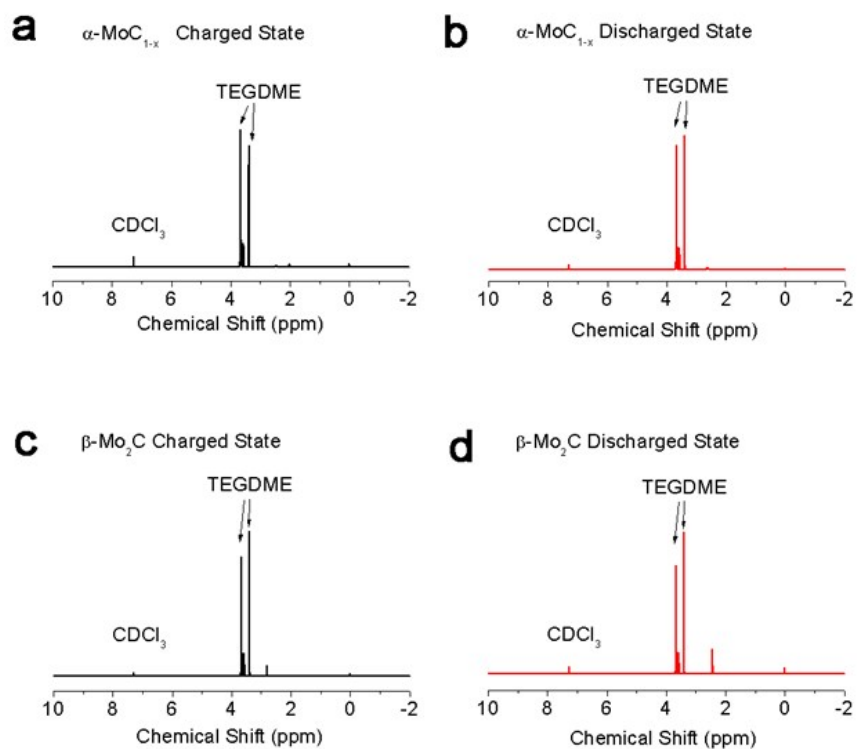 a
α-MoC1-x Charged State
TEGDME
CDCl3
10 8 6 4 2 0 -2
Chemical Shift (ppm)
b
α-MoC1-x Discharged State
TEGDME
CDCl3
10 8 6 4 2 0 -2
Chemical Shift (ppm)
c
β-Mo2C Charged State
TEGDME
CDCl3
10 8 6 4 2 0 -2
Chemical Shift (ppm)
d
β-Mo2C Discharged State
TEGDME
CDCl3
10 8 6 4 2 0 -2
Chemical Shift (ppm)